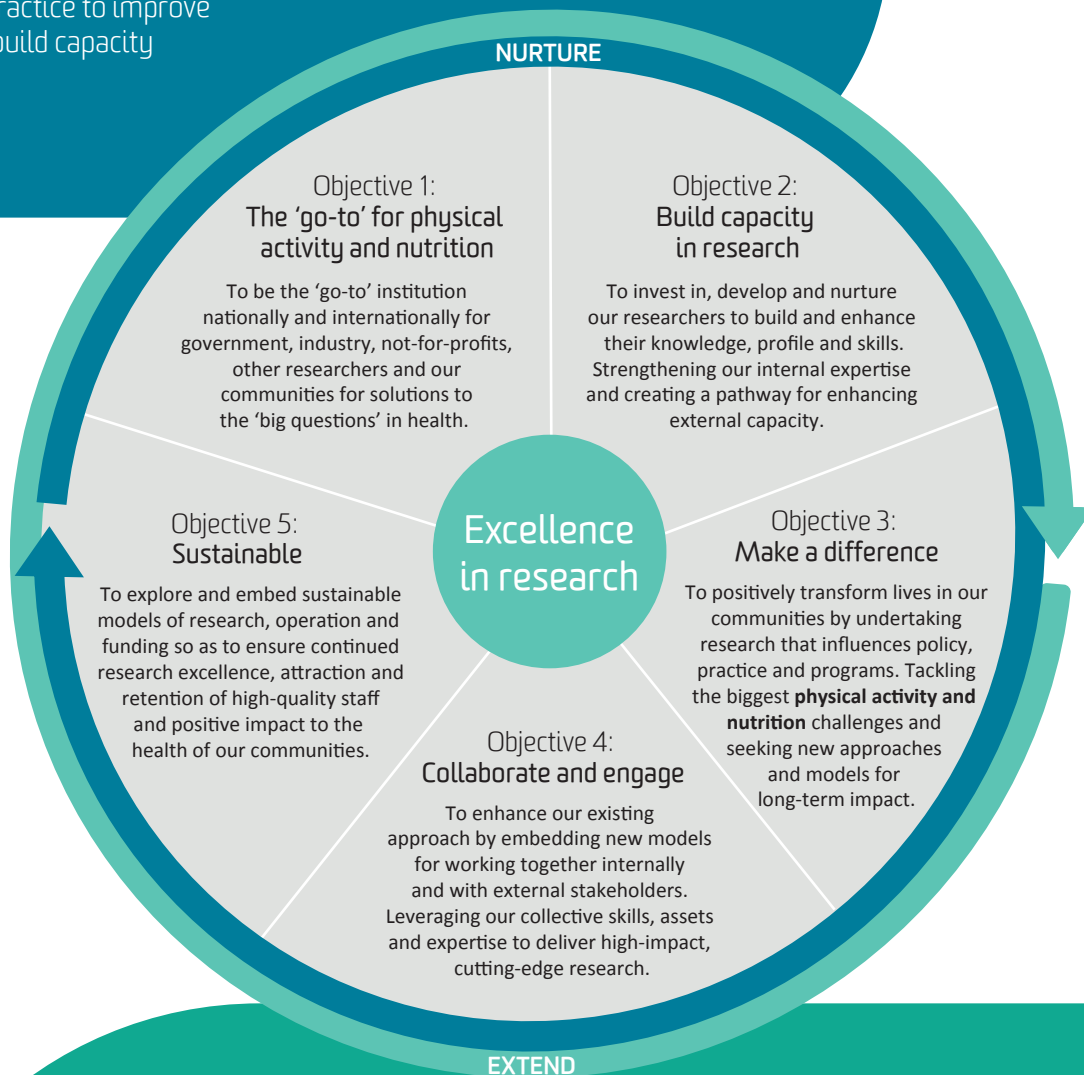 practice to improve
build capacity
NURTURE
Objective 1:
The ‘go-to’ for physical
activity and nutrition
To be the ‘go-to’ institution
nationally and internationally for
government, industry, not-for-profits,
other researchers and our
communities for solutions to
the ‘big questions’ in health.
Objective 2:
Build capacity
in research
To invest in, develop and nurture
our researchers to build and enhance
their knowledge, profile and skills.
Strengthening our internal expertise
and creating a pathway for enhancing
external capacity.
Excellence
in research
Objective 3:
Make a difference
To positively transform lives in our
communities by undertaking
research that influences policy,
practice and programs. Tackling
the biggest physical activity and
nutrition challenges and
seeking new approaches
and models for
long-term impact.
Objective 4:
Collaborate and engage
To enhance our existing
approach by embedding new models
for working together internally
and with external stakeholders.
Leveraging our collective skills, assets
and expertise to deliver high-impact,
cutting-edge research.
Objective 5:
Sustainable
To explore and embed sustainable
models of research, operation and
funding so as to ensure continued
research excellence, attraction and
retention of high-quality staff
and positive impact to the
health of our communities.
EXTEND